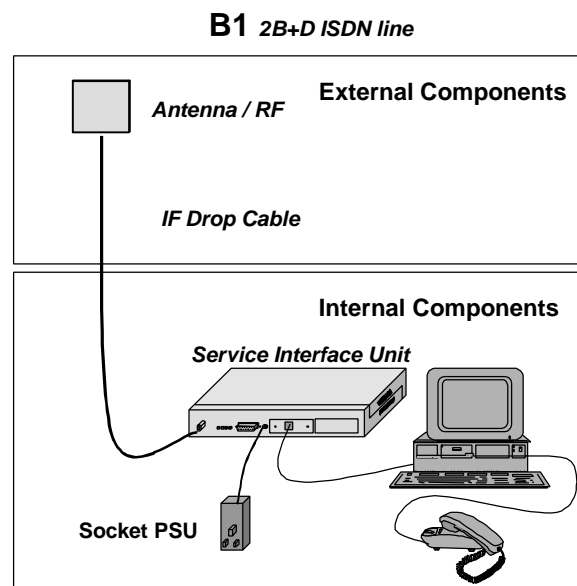 B1 2B+D ISDN line
External Components
Antenna / RF
IF Drop Cable
Internal Components
Service Interface Unit
Socket PSU